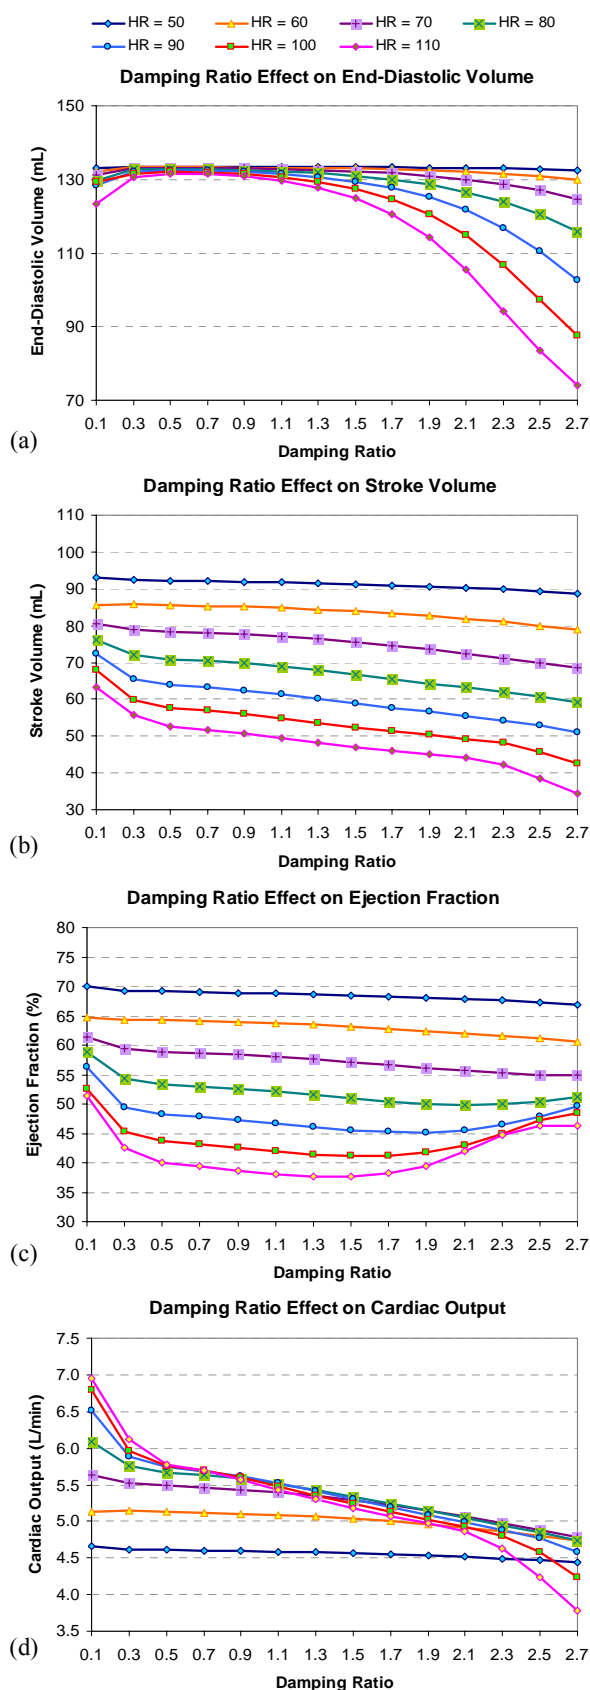 HR = 50 HR = 60 HR = 70 HR = 80
HR = 90 HR = 100 HR = 110
Damping Ratio Effect on End-Diastolic Volume
150
130
110
90
70
End-Diastolic Volume (mL)
0.1 0.3 0.5 0.7 0.9 1.1 1.3 1.5 1.7 1.9 2.1 2.3 2.5 2.7
(a)
Damping Ratio
Damping Ratio Effect on Stroke Volume
110
100
90
80
70
60
50
40
30
Stroke Volume (mL)
0.1 0.3 0.5 0.7 0.9 1.1 1.3 1.5 1.7 1.9 2.1 2.3 2.5 2.7
(b)
Damping Ratio
Damping Ratio Effect on Ejection Fraction
80
75
70
65
60
55
50
45
40
35
30
Ejection Fraction (%)
0.1 0.3 0.5 0.7 0.9 1.1 1.3 1.5 1.7 1.9 2.1 2.3 2.5 2.7
(c)
Damping Ratio
Damping Ratio Effect on Cardiac Output
7.5
7.0
6.5
6.0
5.5
5.0
4.5
4.0
3.5
Cardiac Output (L/min)
0.1 0.3 0.5 0.7 0.9 1.1 1.3 1.5 1.7 1.9 2.1 2.3 2.5 2.7
(d)
Damping Ratio